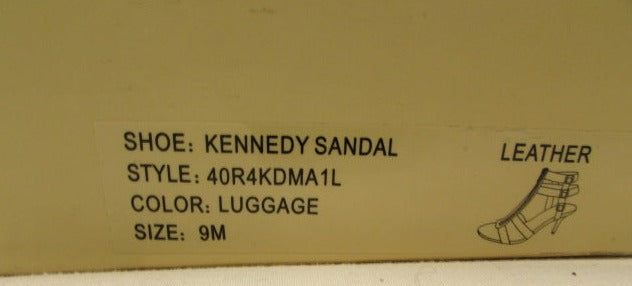 SHOE: KENNEDY SANDAL
STYLE: 40R4KDMA1L
COLOR: LUGGAGE
SIZE: 9M
LEATHER